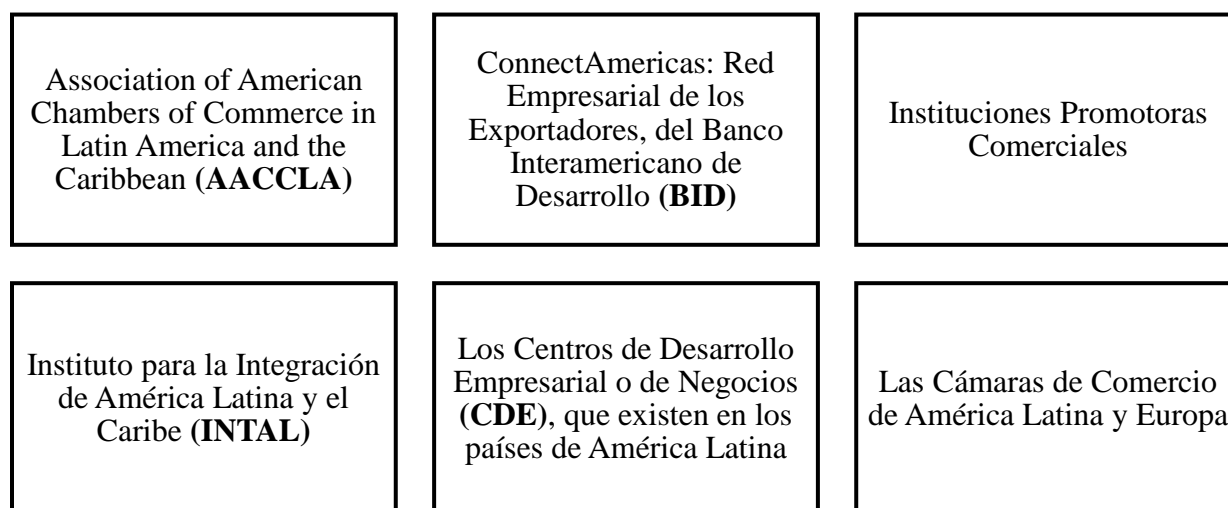 Association of American
Chambers of Commerce in
Latin America and the
Caribbean (AACCLA)
ConnectAmericas: Red
Empresarial de los
Exportadores, del Banco
Interamericano de
Desarrollo (BID)
Instituciones Promotoras
Comerciales
Instituto para la Integración
de América Latina y el
Caribe (INTAL)
Los Centros de Desarrollo
Empresarial o de Negocios
(CDE), que existen en los
países de América Latina
Las Cámaras de Comercio
de América Latina y Europa